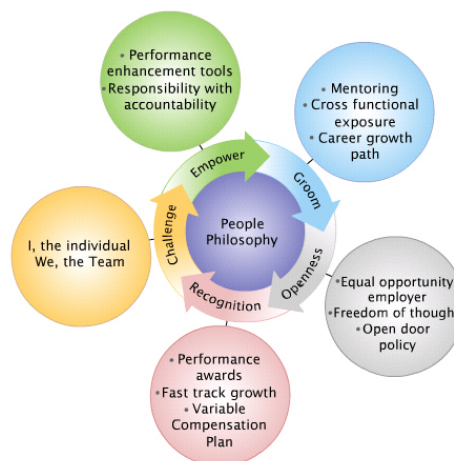 • Performance
enhancement tools
• Responsibility with
accountability
• Mentoring
• Cross functional
exposure
• Career growth
path
Empower
Groom
Openness
Recognition
Challenge
People
Philosophy
I, the individual
We, the Team
• Equal opportunity
employer
• Freedom of though
• Open door
policy
• Performance
awards
• Fast track growth
• Variable
Compensation
Plan